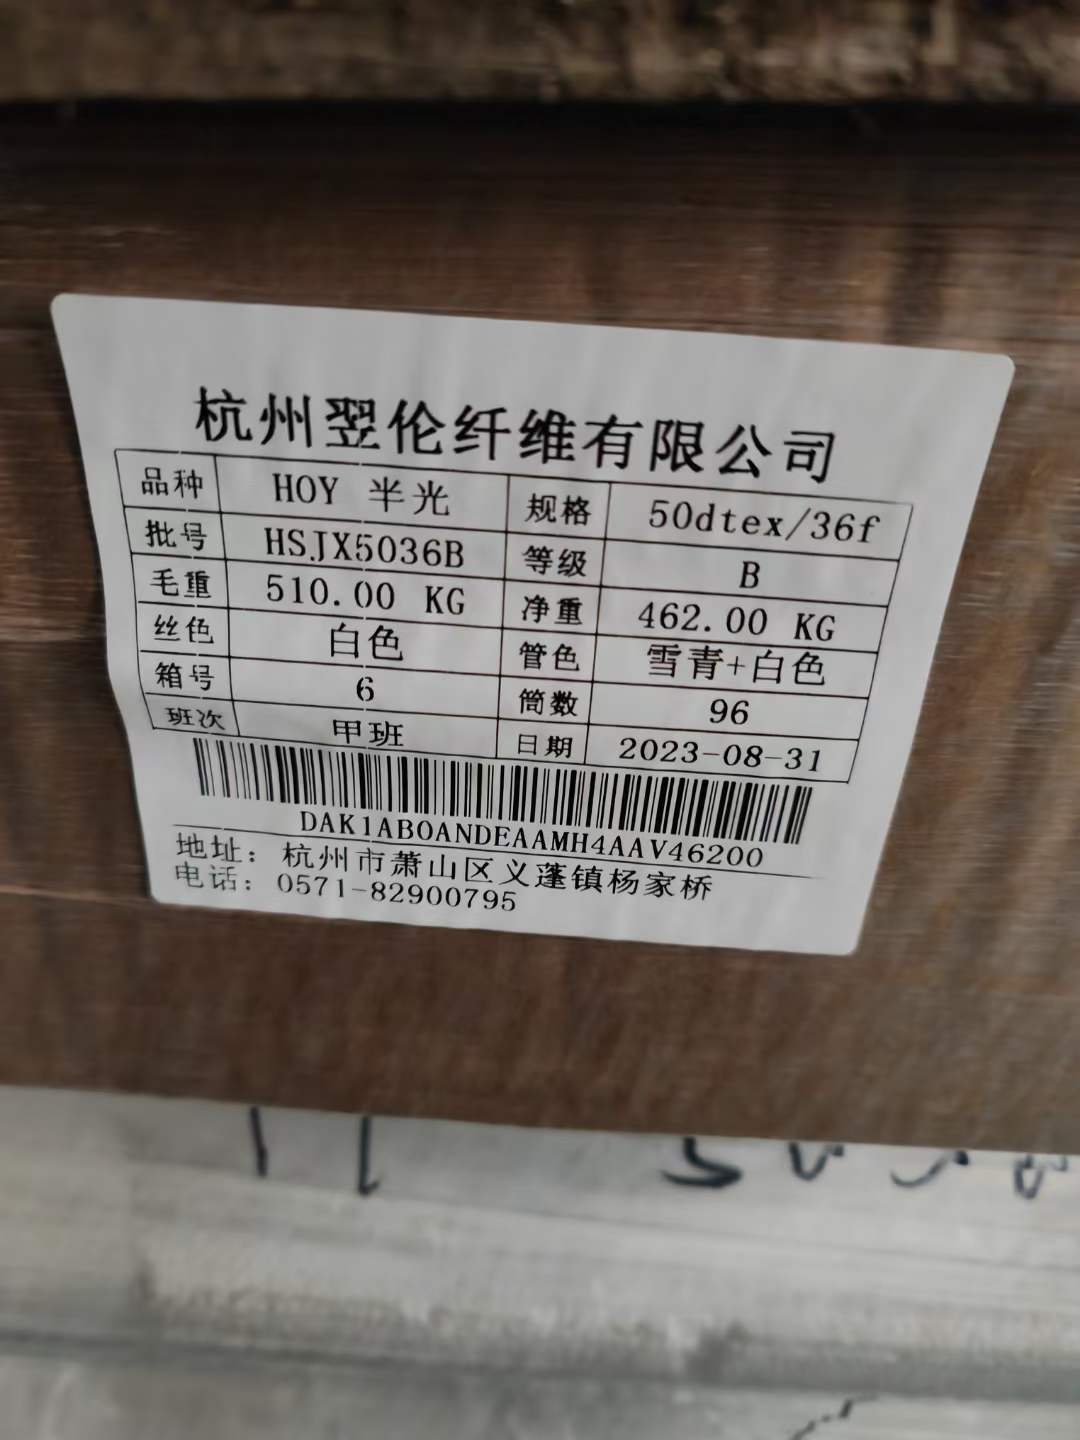 杭州翌伦纤维有限公司
品种 HOY 半光 规格 50dtex/36f
批号 HSJX5036B 等级 B
毛重 510.00 KG 净重 462.00 KG
丝色 白色 管色 雪青+白色
箱号 6 筒数 96
班次 甲班 日期 2023-08-31
DAK1AB0ANDEAAMH4AAV46200
地址：杭州市萧山区义蓬镇杨家桥
电话：0571-82900795